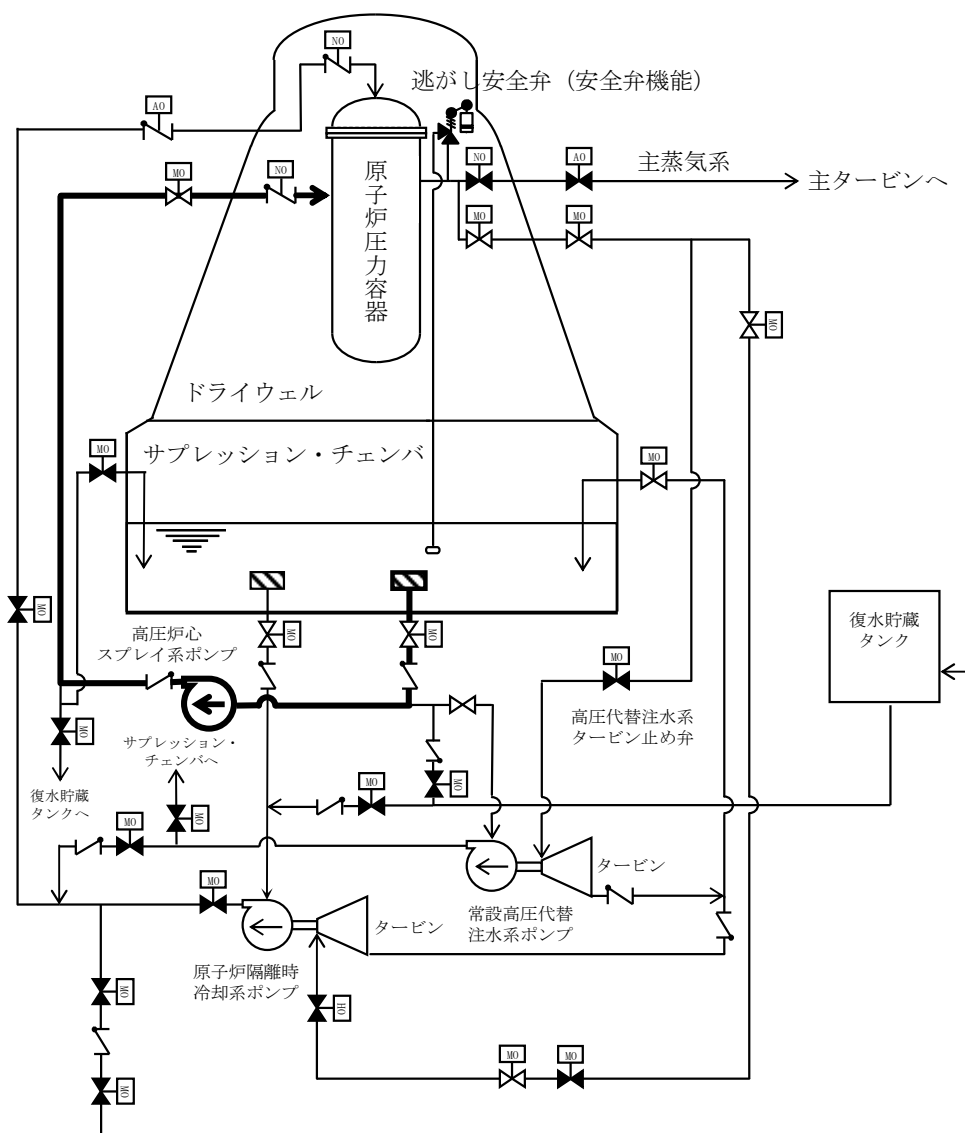 NO
逃がし安全弁（安全弁機能）
AO
MO
NO
NO
AO
主蒸気系
主タービンへ
MO
MO
原子炉圧力容器
MO
ドライウェル
サプレッション・チェンバ
MO
MO
MO
MO
MO
高圧炉心
スプレイ系ポンプ
MO
復水貯蔵
タンク
高圧代替注水系
タービン止め弁
MO
サプレッション・
チェンバへ
MO
MO
復水貯蔵
タンクへ
MO
MO
タービン
MO
常設高圧代替
注水系ポンプ
タービン
原子炉隔離時
冷却系ポンプ
MO
HO
MO
MO
MO